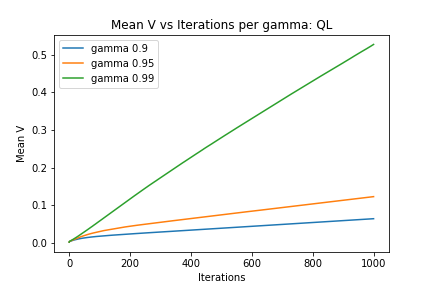 Mean V vs Iterations per gamma: QL
gamma 0.9
gamma 0.95
gamma 0.99
Mean V
0.5
0.4
0.3
0.2
0.1
0.0
0 200 400 600 800 1000
Iterations